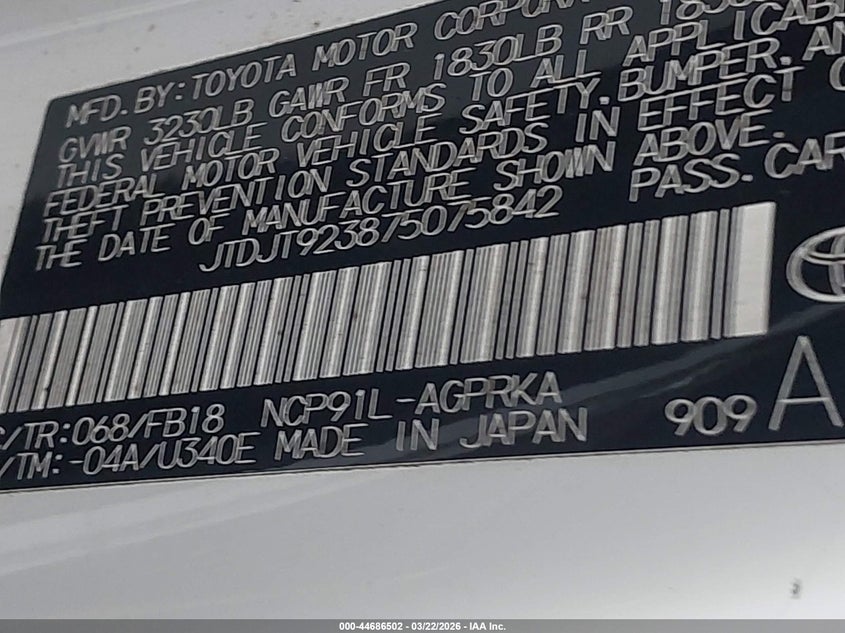 MFD. BY: TOYOTA MOTOR
GVWR 3230LB GAWR FR 1830LB RR
THIS VEHICLE CONFORMS TO ALL APPLICABL
FEDERAL MOTOR VEHICLE SAFETY, BUMPER, AN
THEFT PREVENTION STANDARDS IN EFFECT
THE DATE OF MANUFACTURE SHOWN ABOVE.
JTDJT923875075842 PASS. CAR
/TR: 068/FB18 NCP91L-AGPRKA
/TM: -04A/U340E MADE IN JAPAN 909 A
000-44686502 - 03/22/2026 - IAA Inc.